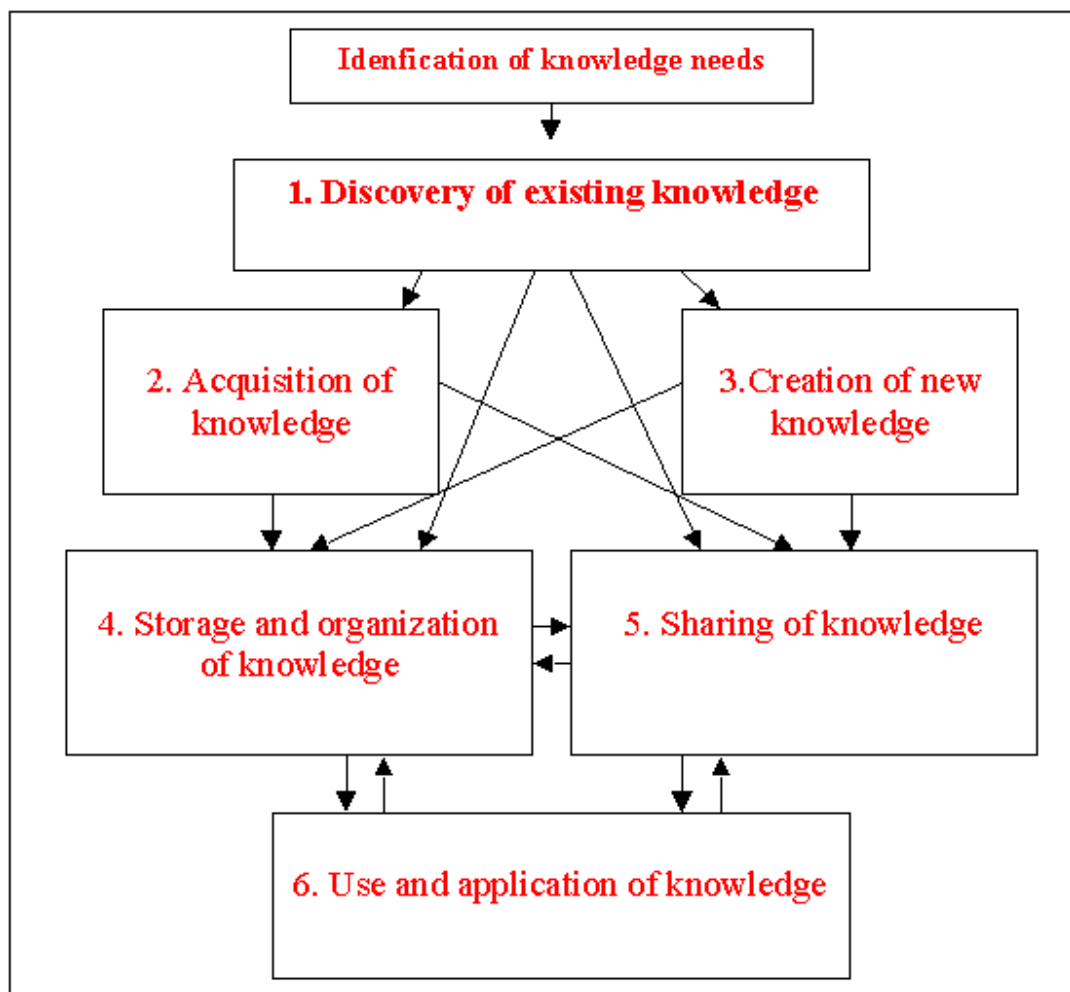 Idenfication of knowledge needs
1. Discovery of existing knowledge
2. Acquisition of
knowledge
3.Creation of new
knowledge
4. Storage and organization
of knowledge
5. Sharing of knowledge
6. Use and application of knowledge